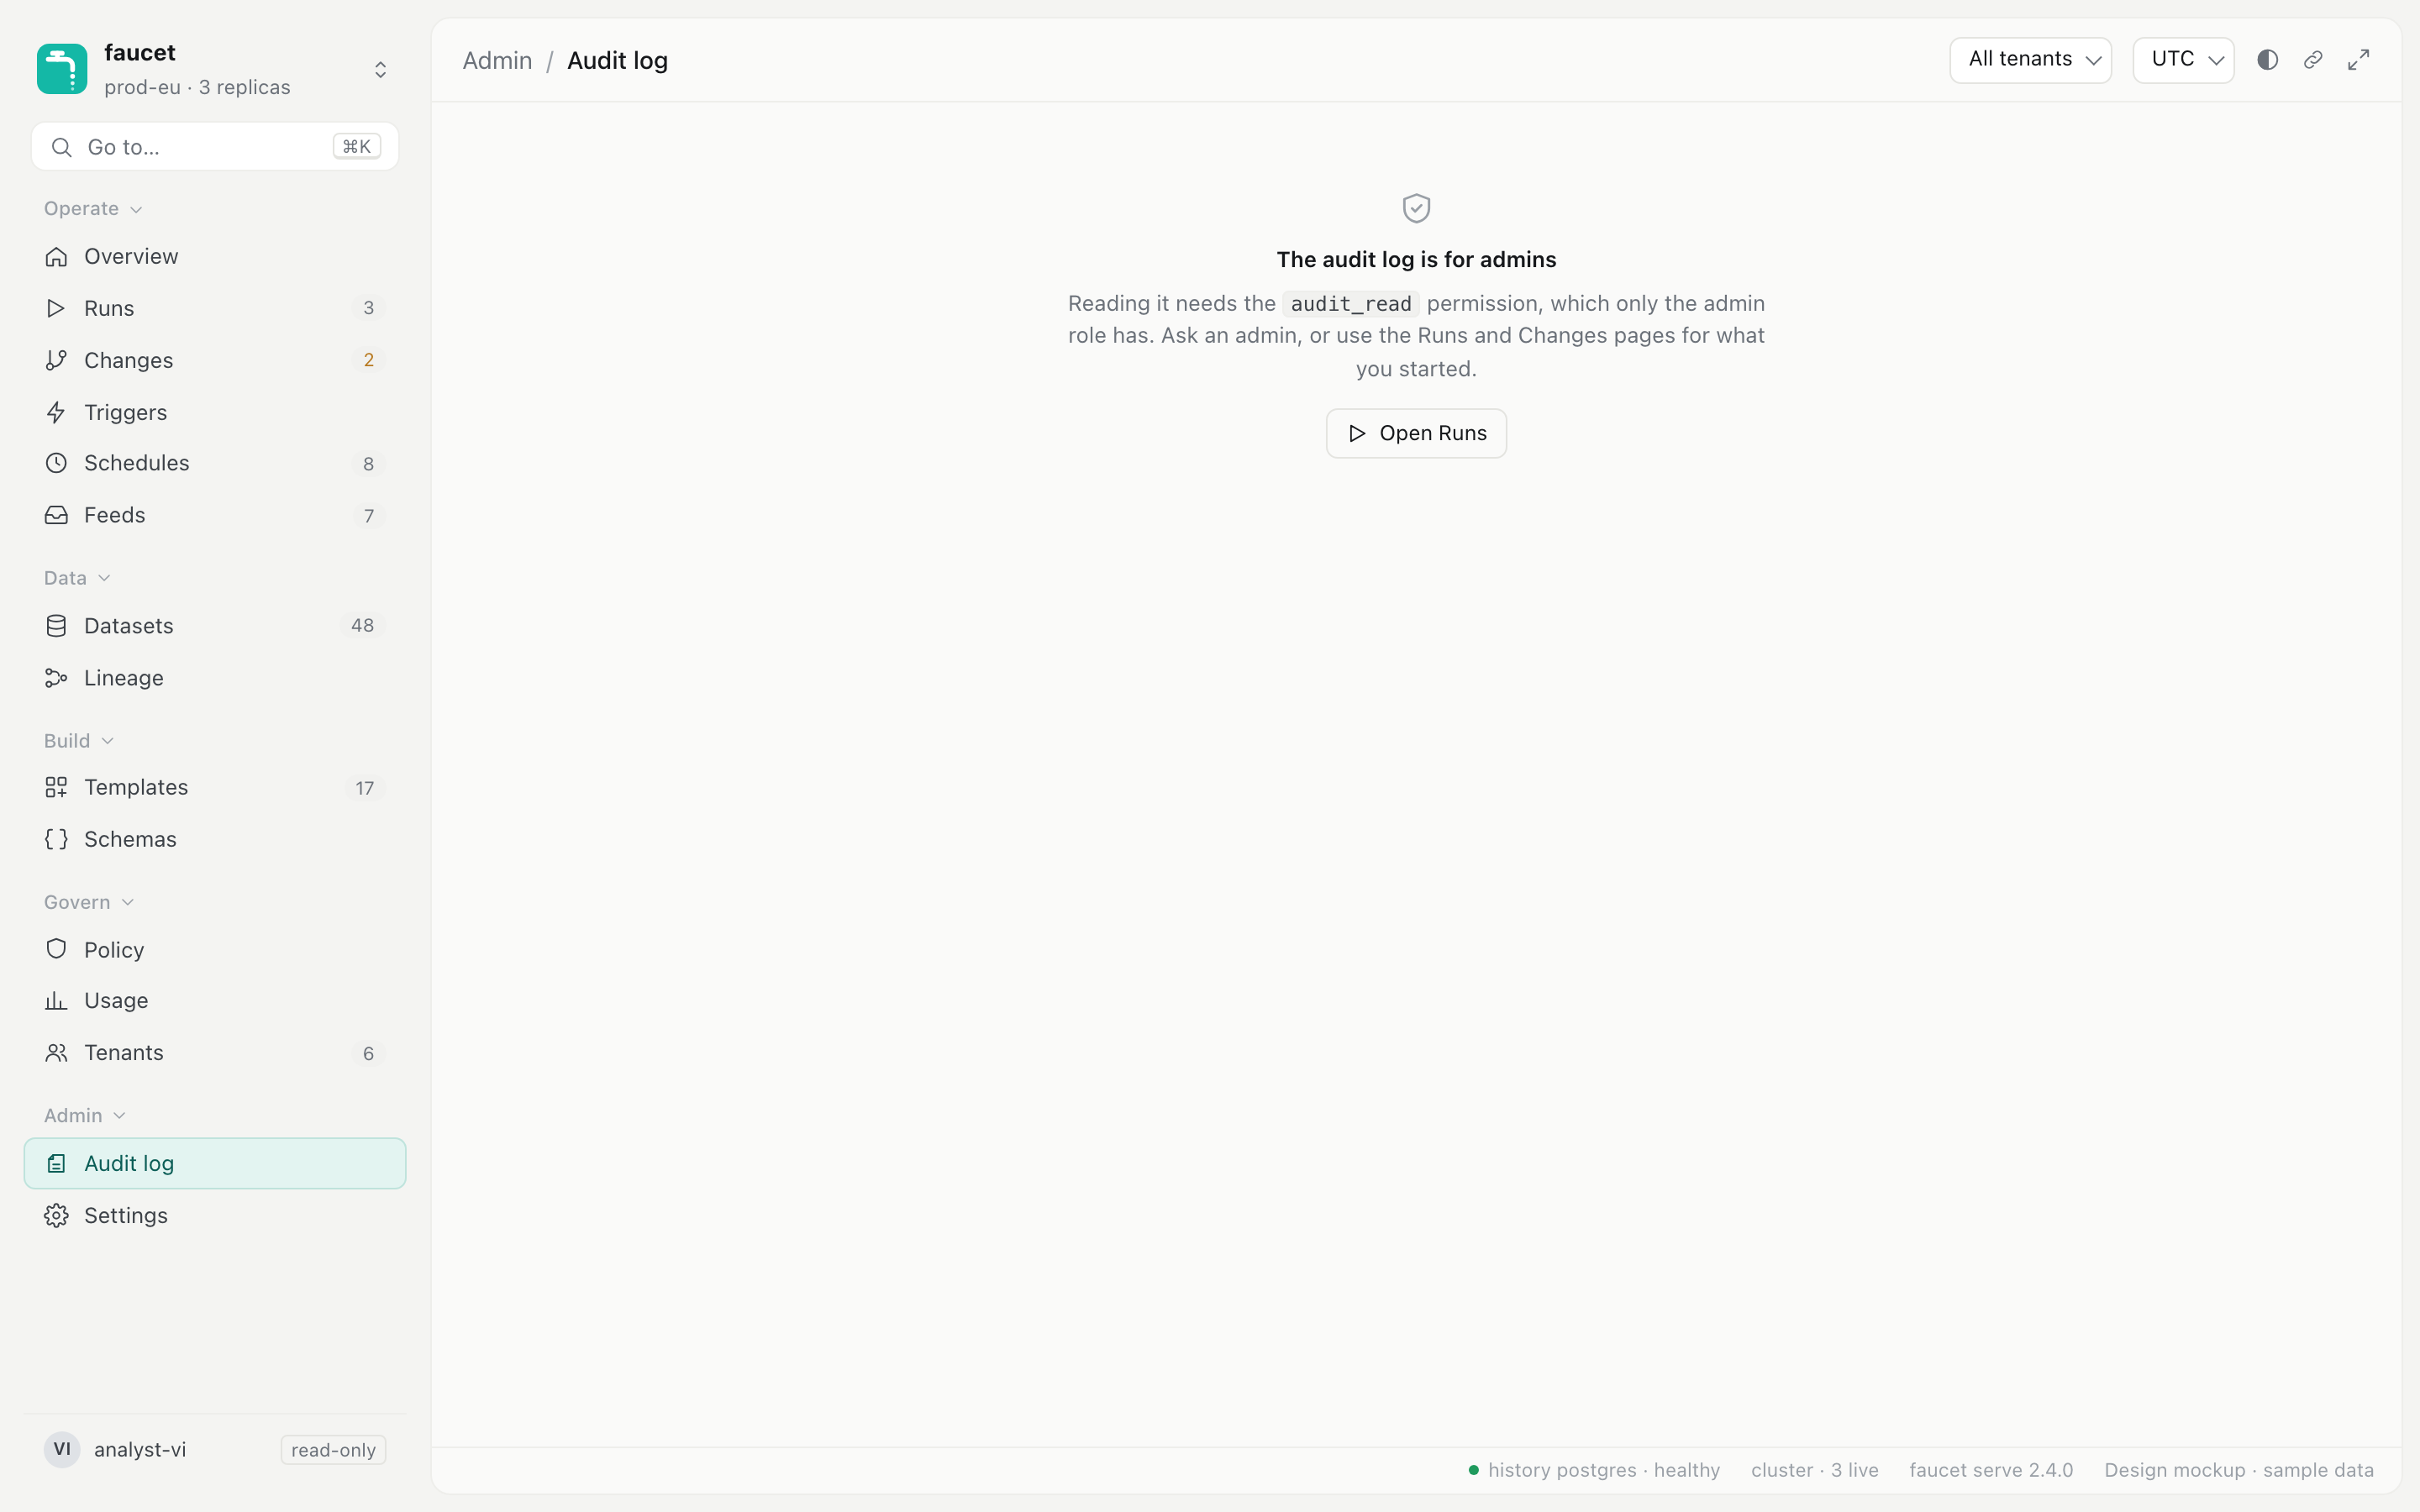 faucet
prod-eu · 3 replicas
Go to...
⌘K
Operate
Overview
Runs 3
Changes 2
Triggers
Schedules 8
Feeds 7
Data
Datasets 48
Lineage
Build
Templates 17
Schemas
Govern
Policy
Usage
Tenants 6
Admin
Audit log
Settings
VI analyst-vi read-only
Admin / Audit log
All tenants UTC
The audit log is for admins
Reading it needs the audit_read permission, which only the admin
role has. Ask an admin, or use the Runs and Changes pages for what
you started.
Open Runs
history postgres · healthy cluster · 3 live faucet serve 2.4.0 Design mockup · sample data